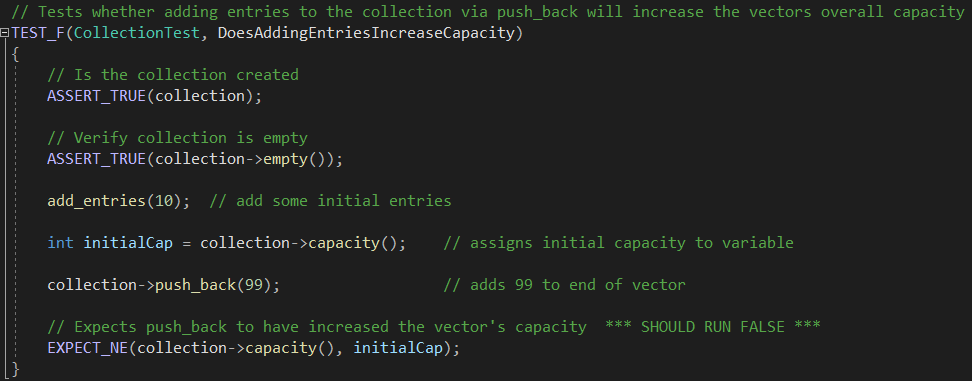 // Tests whether adding entries to the collection via push_back will increase the vectors overall capacity
TEST_F(CollectionTest, DoesAddingEntriesIncreaseCapacity)
{
// Is the collection created
ASSERT_TRUE(collection);
// Verify collection is empty
ASSERT_TRUE(collection->empty());
add_entries(10);  // add some initial entries
int initialCap = collection->capacity();    // assigns initial capacity to variable
collection->push_back(99);                  // adds 99 to end of vector
// Expects push_back to have increased the vector's capacity  *** SHOULD RUN FALSE ***
EXPECT_NE(collection->capacity(), initialCap);
}